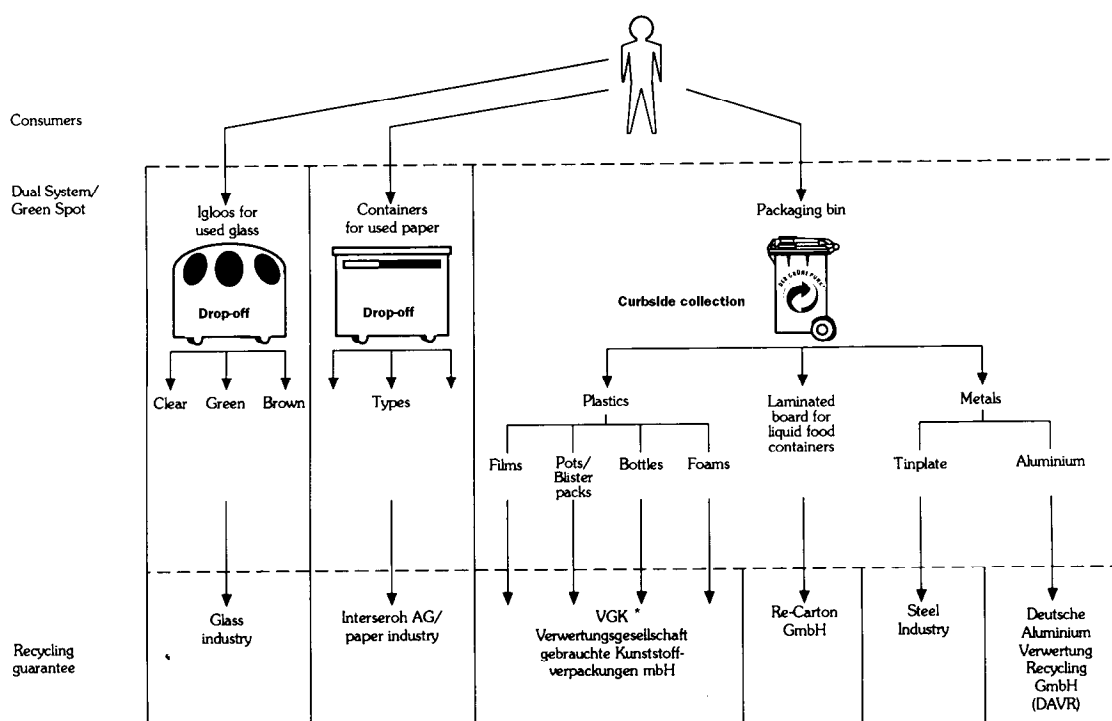 Consumers
Dual System/
Green Spot
Igloos for
used glass
Containers
for used paper
Packaging bin
Drop-off
Drop-off
Curbside collection
DER GRÜNE PUNKT
Clear
Green
Brown
Types
Plastics
Laminated
board for
liquid food
containers
Metals
Films
Pots/
Blister
packs
Bottles
Foams
Tinplate
Aluminium
Recycling
guarantee
Glass
industry
Interseroh AG/
paper industry
VGK *
Verwertungsgesellschaft
gebrauchte Kunststoff-
verpackungen mbH
Re-Carton
GmbH
Steel
Industry
Deutsche
Aluminium
Verwertung
Recycling
GmbH
(DAVR)